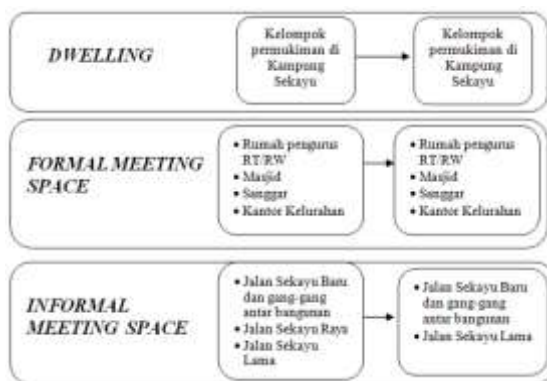 DWELLING
Kelompok
permukiman di
Kampung
Sekayu
Kelompok
permukiman di
Kampung
Sekayu
FORMAL MEETING
SPACE
• Rumah pengurus
RT/RW
• Masjid
• Sanggar
• Kantor Kelurahan
• Rumah pengurus
RT/RW
• Masjid
• Sanggar
• Kantor Kelurahan
INFORMAL
MEETING SPACE
• Jalan Sekayu Baru
dan gang-gang
antar bangunan
• Jalan Sekayu Raya
• Jalan Sekayu
Lama
• Jalan Sekayu Baru
dan gang-gang
antar bangunan
• Jalan Sekayu Lama